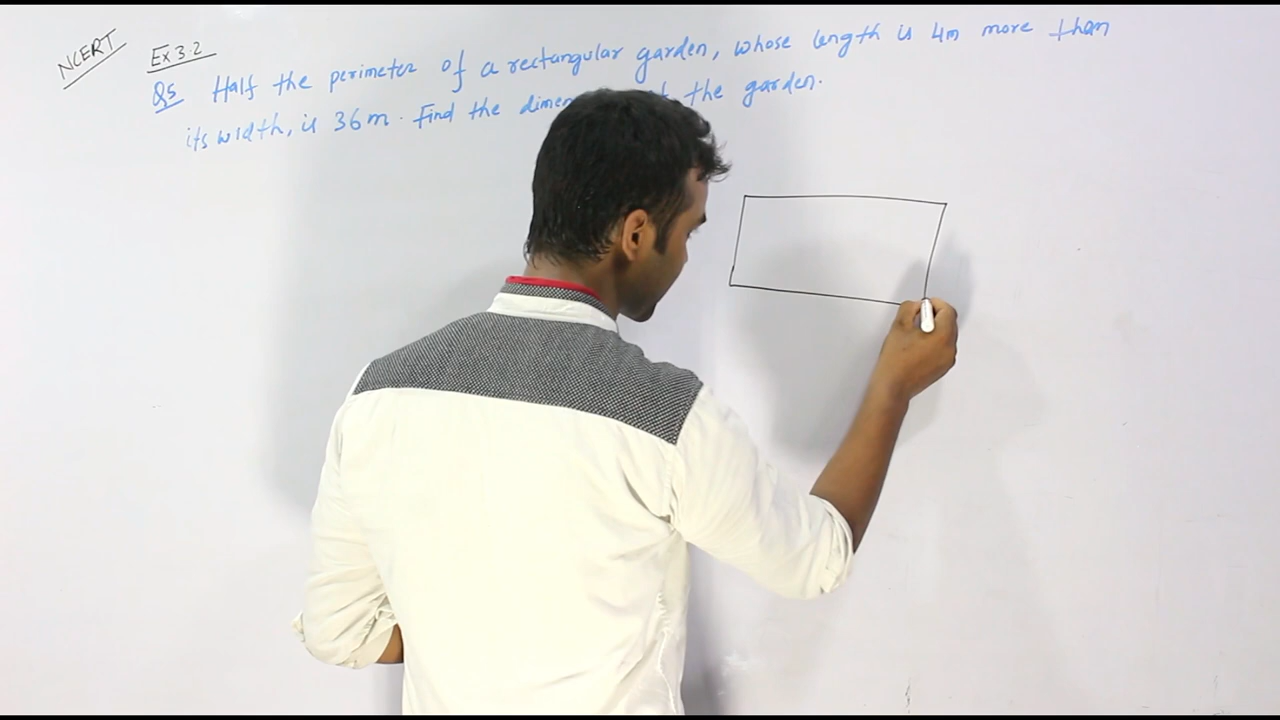 NCERT
Ex 3.2
Q5 Half the perimeter of a rectangular garden, whose length is 4m more than
its width, is 36m. Find the the garden.